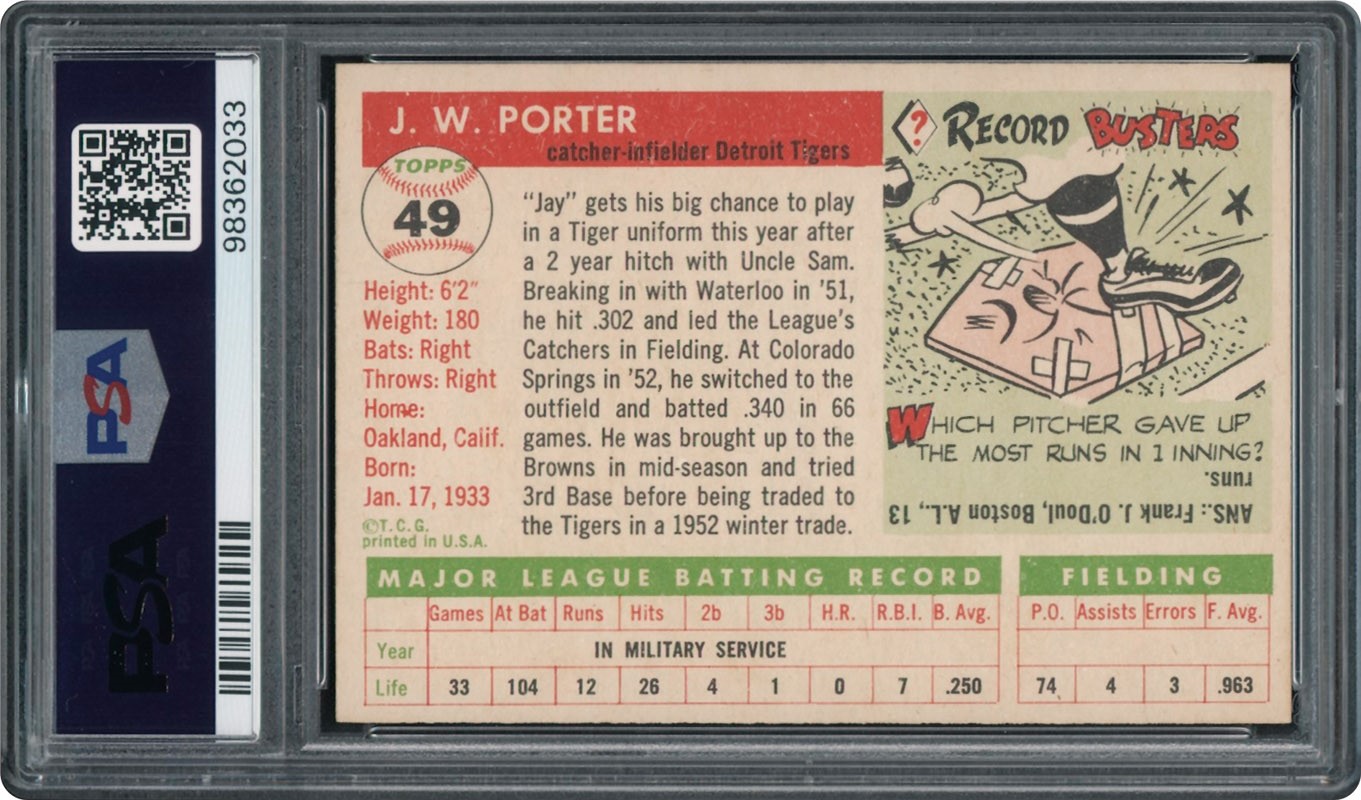 98362033
PSA
PSA
J. W. PORTER
catcher-infielder Detroit Tigers
TOPPS
49
Height: 6'2"
Weight: 180
Bats: Right
Throws: Right
Home:
Oakland, Calif.
Born:
Jan. 17, 1933
©T.C.G.
printed in U.S.A.
"Jay" gets his big chance to play
in a Tiger uniform this year after
a 2 year hitch with Uncle Sam.
Breaking in with Waterloo in '51,
he hit .302 and led the League's
Catchers in Fielding. At Colorado
Springs in '52, he switched to the
outfield and batted .340 in 66
games. He was brought up to the
Browns in mid-season and tried
3rd Base before being traded to
the Tigers in a 1952 winter trade.
? RECORD BUSTERS
WHICH PITCHER GAVE UP
THE MOST RUNS IN 1 INNING?
ANS.: Frank J. O'Doul, Boston A.L., 13
runs.
MAJOR LEAGUE BATTING RECORD FIELDING
Games At Bat Runs Hits 2b 3b H.R. R.B.I. B. Avg. P.O. Assists Errors F. Avg.
Year IN MILITARY SERVICE
Life 33 104 12 26 4 1 0 7 .250 74 4 3 .963